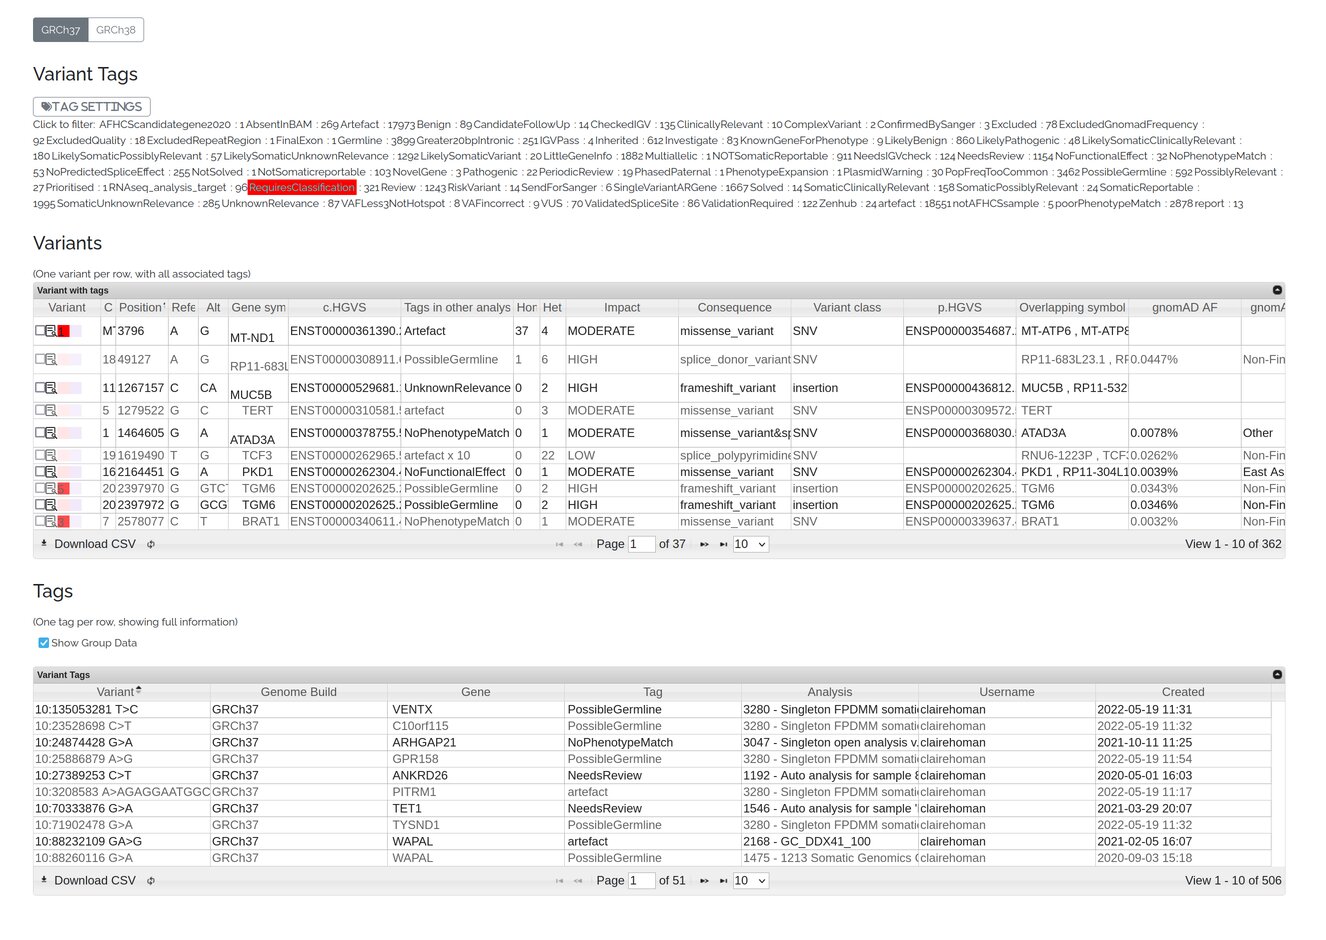 GRCh37 GRCh38
Variant Tags
TAG SETTINGS
Click to filter: AFHCScandidategene2020 : 1 AbsentInBAM : 269 Artefact : 17973 Benign : 89 CandidateFollowUp : 14 CheckedIGV : 135 ClinicallyRelevant : 10 ComplexVariant : 2 ConfirmedBySanger : 3 Excluded : 78 ExcludedGnomadFrequency :
92 ExcludedQuality : 18 ExcludedRepeatRegion : 1 FinalExon : 1 Germline : 3899 Greater20bpIntronic : 251 IGVPass : 4 Inherited : 612 Investigate : 83 KnownGeneForPhenotype : 9 LikelyBenign : 860 LikelyPathogenic : 48 LikelySomaticClinicallyRelevant :
180 LikelySomaticPossiblyRelevant : 57 LikelySomaticUnknownRelevance : 1292 LikelySomaticVariant : 20 LittleGeneInfo : 1882 Multiallelic : 1 NOTSomaticReportable : 911 NeedsIGVcheck : 124 NeedsReview : 1154 NoFunctionalEffect : 32 NoPhenotypeMatch :
53 NoPredictedSpliceEffect : 255 NotSolved : 1 NotSomaticreportable : 103 NovelGene : 3 Pathogenic : 22 PeriodicReview : 19 PhasedPaternal : 1 PhenotypeExpansion : 1 PlasmidWarning : 30 PopFreqTooCommon : 3462 PossibleGermline : 592 PossiblyRelevant :
27 Prioritised : 1 RNAseq_analysis_target : 96 RequiresClassification : 321 Review : 1243 RiskVariant : 14 SendForSanger : 6 SingleVariantARGene : 1667 Solved : 14 SomaticClinicallyRelevant : 158 SomaticPossiblyRelevant : 24 SomaticReportable :
1995 SomaticUnknownRelevance : 285 UnknownRelevance : 87 VAFLess3NotHotspot : 8 VAFincorrect : 9 VUS : 70 ValidatedSpliceSite : 86 ValidationRequired : 122 Zenhub : 24 artefact : 18551 notAFHCSsample : 5 poorPhenotypeMatch : 2878 report : 13
Variants
(One variant per row, with all associated tags)
Variant with tags
Variant C Position Refe Alt Gene sym c.HGVS Tags in other analys Hor Het Impact Consequence Variant class p.HGVS Overlapping symbol gnomAD AF gnomA
1 MT 3796 A G MT-ND1 ENST00000361390. Artefact 37 4 MODERATE missense_variant SNV ENSP00000354687. MT-ATP6 , MT-ATP8
18 49127 A G RP11-683L ENST00000308911. PossibleGermline 1 6 HIGH splice_donor_variant SNV RP11-683L23.1 , RF 0.0447% Non-Fin
11 1267157 C CA MUC5B ENST00000529681. UnknownRelevance 0 2 HIGH frameshift_variant insertion ENSP00000436812. MUC5B , RP11-532
5 1279522 G C TERT ENST00000310581. artefact 0 3 MODERATE missense_variant SNV ENSP00000309572. TERT
1 1464605 G A ATAD3A ENST00000378755. NoPhenotypeMatch 0 1 MODERATE missense_variant&sp SNV ENSP00000368030. ATAD3A 0.0078% Other
19 1619490 T G TCF3 ENST00000262965. artefact x 10 0 22 LOW splice_polypyrimidine SNV RNU6-1223P , TCF3 0.0262% Non-Fin
16 2164451 G A PKD1 ENST00000262304. NoFunctionalEffect 0 1 MODERATE missense_variant SNV ENSP00000262304. PKD1 , RP11-304L1 0.0039% East As
20 2397970 G GTCT TGM6 ENST00000202625. PossibleGermline 0 2 HIGH frameshift_variant insertion ENSP00000202625. TGM6 0.0343% Non-Fin
20 2397972 G GCG TGM6 ENST00000202625. PossibleGermline 0 2 HIGH frameshift_variant insertion ENSP00000202625. TGM6 0.0346% Non-Fin
3 7 2578077 C T BRAT1 ENST00000340611. NoPhenotypeMatch 0 1 MODERATE missense_variant SNV ENSP00000339637. BRAT1 0.0032% Non-Fin
Download CSV Page 1 of 37 10 View 1 - 10 of 362
Tags
(One tag per row, showing full information)
Show Group Data
Variant Tags
Variant Genome Build Gene Tag Analysis Username Created
10:135053281 T>C GRCh37 VENTX PossibleGermline 3280 - Singleton FPDMM somatic clairehoman 2022-05-19 11:31
10:23528698 C>T GRCh37 C10orf115 PossibleGermline 3280 - Singleton FPDMM somatic clairehoman 2022-05-19 11:32
10:24874428 G>A GRCh37 ARHGAP21 NoPhenotypeMatch 3047 - Singleton open analysis v. clairehoman 2021-10-11 11:25
10:25886879 A>G GRCh37 GPR158 PossibleGermline 3280 - Singleton FPDMM somatic clairehoman 2022-05-19 11:54
10:27389253 C>T GRCh37 ANKRD26 NeedsReview 1192 - Auto analysis for sample clairehoman 2020-05-01 16:03
10:3208583 A>AGAGGAATGGC GRCh37 PITRM1 artefact 3280 - Singleton FPDMM somatic clairehoman 2022-05-19 11:17
10:70333876 G>A GRCh37 TET1 NeedsReview 1546 - Auto analysis for sample ' clairehoman 2021-03-29 20:07
10:71902478 G>A GRCh37 TYSND1 PossibleGermline 3280 - Singleton FPDMM somatic clairehoman 2022-05-19 11:32
10:88232109 GA>G GRCh37 WAPAL artefact 2168 - GC_DDX41_100 clairehoman 2021-02-05 16:07
10:88260116 G>A GRCh37 WAPAL PossibleGermline 1475 - 1213 Somatic Genomics clairehoman 2020-09-03 15:18
Download CSV Page 1 of 51 10 View 1 - 10 of 506